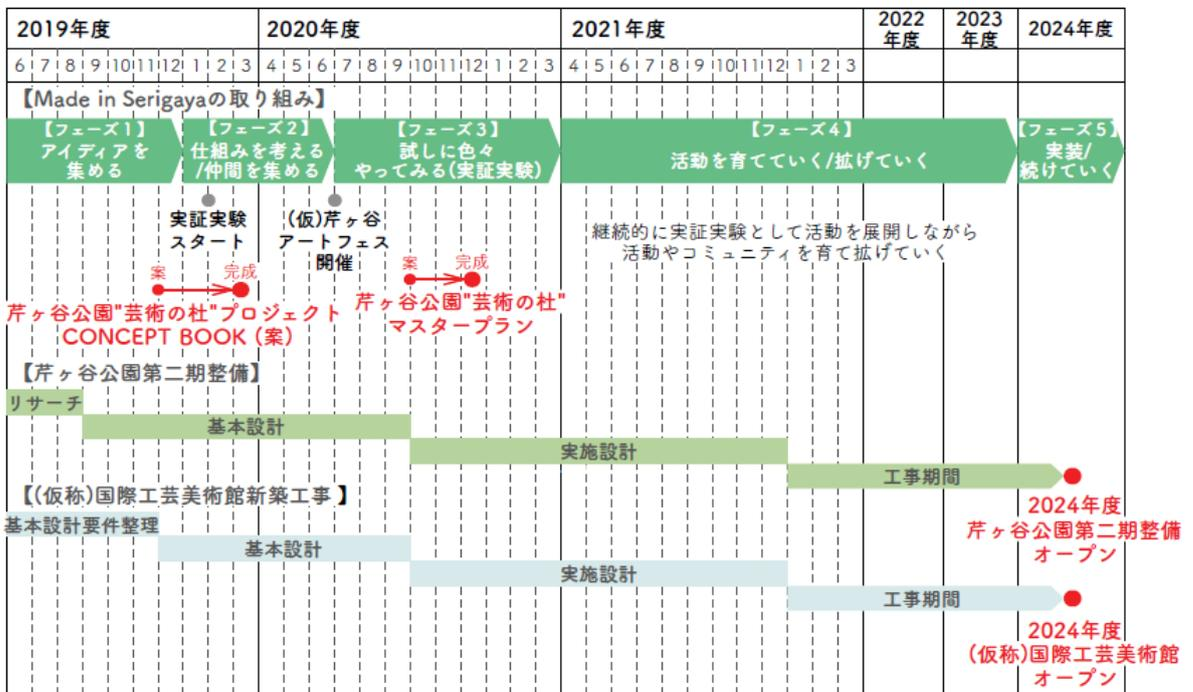 2019年度 2020年度 2021年度 2022年度 2023年度 2024年度
6 7 8 9 10 11 12 1 2 3 4 5 6 7 8 9 10 11 12 1 2 3 4 5 6 7 8 9 10 11 12 1 2 3
【Made in Serigayaの取り組み】
【フェーズ1】
アイディアを
集める
【フェーズ2】
仕組みを考える
/仲間を集める
【フェーズ3】
試しに色々
やってみる(実証実験)
【フェーズ4】
活動を育てていく/拡げていく
【フェーズ5】
実装/
続けていく
実証実験
スタート
(仮)芹ヶ谷
アートフェス
開催
継続的に実証実験として活動を展開しながら
活動やコミュニティを育て拡げていく
案 完成
芹ヶ谷公園"芸術の杜"プロジェクト
CONCEPT BOOK (案)
案 完成
芹ヶ谷公園"芸術の杜"
マスタープラン
【芹ヶ谷公園第二期整備】
リサーチ
基本設計
実施設計
工事期間
2024年度
芹ヶ谷公園第二期整備
オープン
【(仮称)国際工芸美術館新築工事 】
基本設計要件整理
基本設計
実施設計
工事期間
2024年度
(仮称)国際工芸美術館
オープン